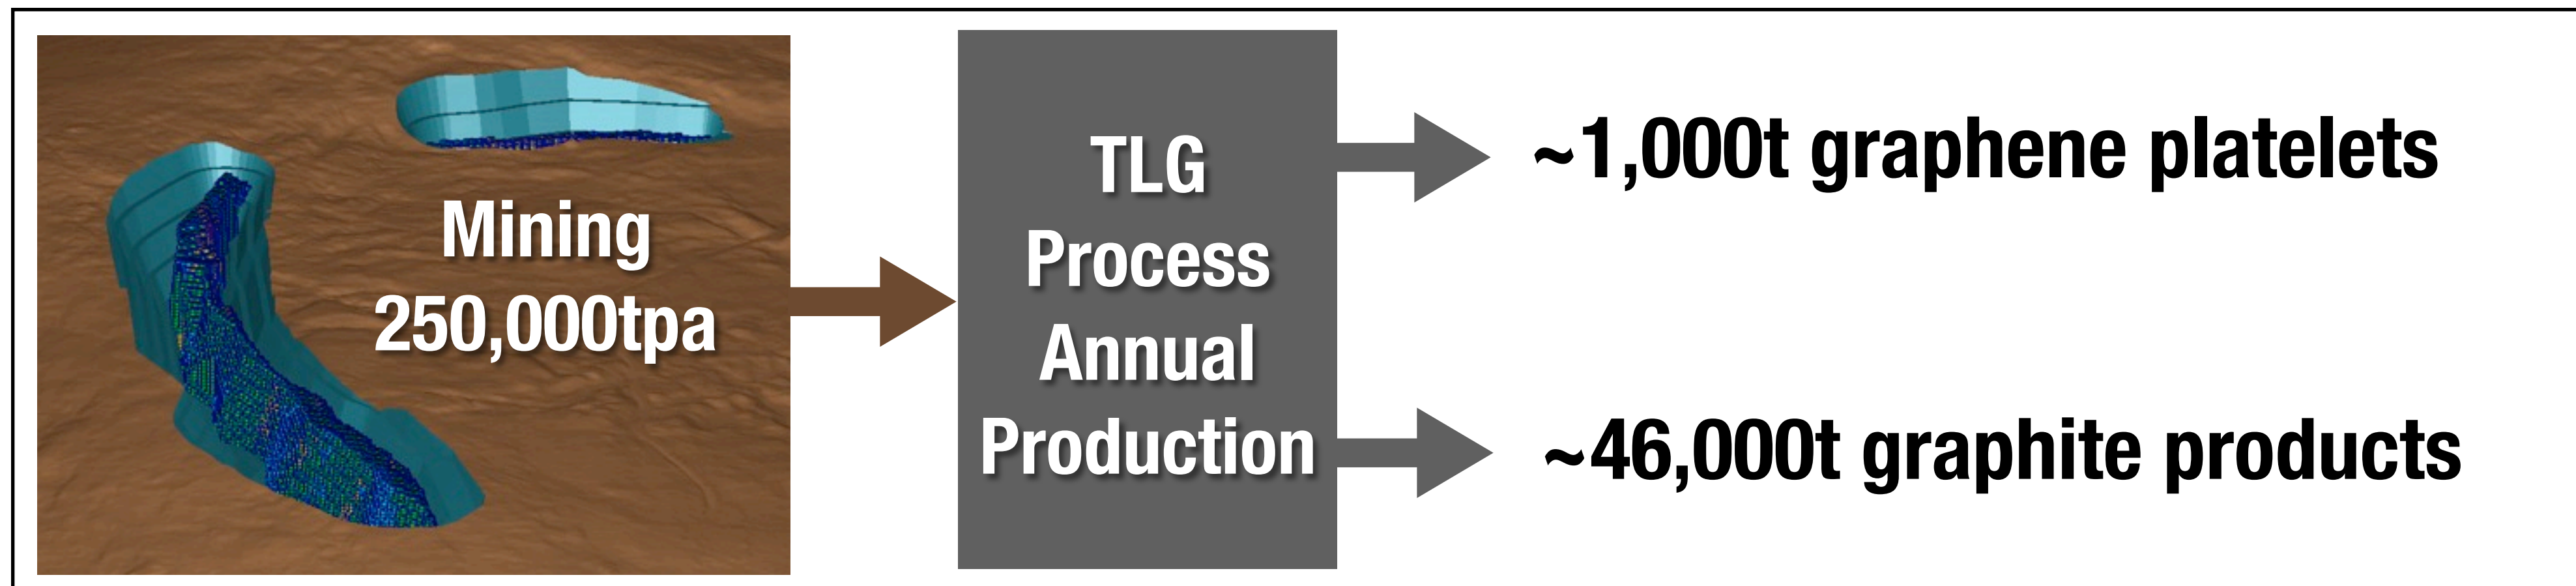 Mining
250,000tpa
TLG
Process
Annual
Production
~1,000t graphene platelets
~46,000t graphite products